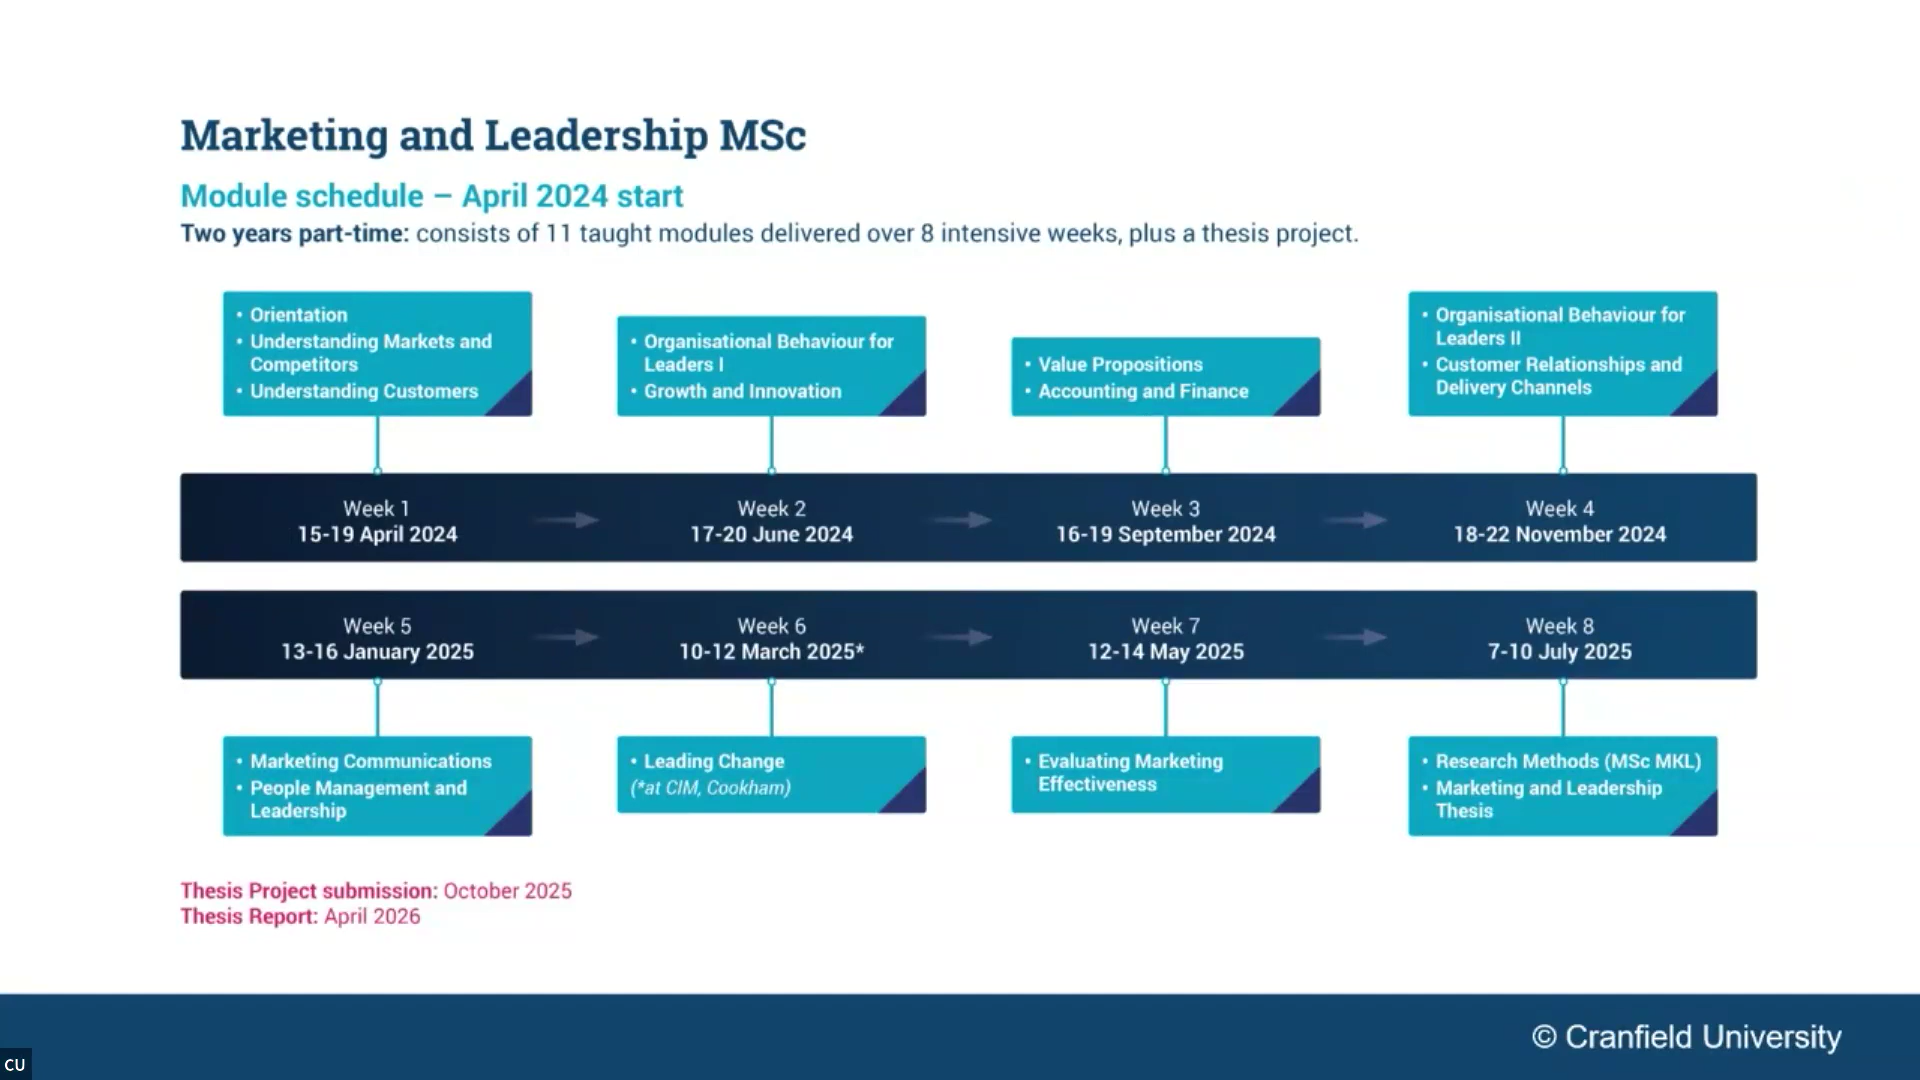 Marketing and Leadership MSc
Module schedule – April 2024 start
Two years part-time: consists of 11 taught modules delivered over 8 intensive weeks, plus a thesis project.
• Orientation
• Understanding Markets and
Competitors
• Understanding Customers
• Organisational Behaviour for
Leaders I
• Growth and Innovation
• Value Propositions
• Accounting and Finance
• Organisational Behaviour for
Leaders II
• Customer Relationships and
Delivery Channels
Week 1
15-19 April 2024
Week 2
17-20 June 2024
Week 3
16-19 September 2024
Week 4
18-22 November 2024
Week 5
13-16 January 2025
Week 6
10-12 March 2025*
Week 7
12-14 May 2025
Week 8
7-10 July 2025
• Marketing Communications
• People Management and
Leadership
• Leading Change
(*at CIM, Cookham)
• Evaluating Marketing
Effectiveness
• Research Methods (MSc MKL)
• Marketing and Leadership
Thesis
Thesis Project submission: October 2025
Thesis Report: April 2026
© Cranfield University
CU